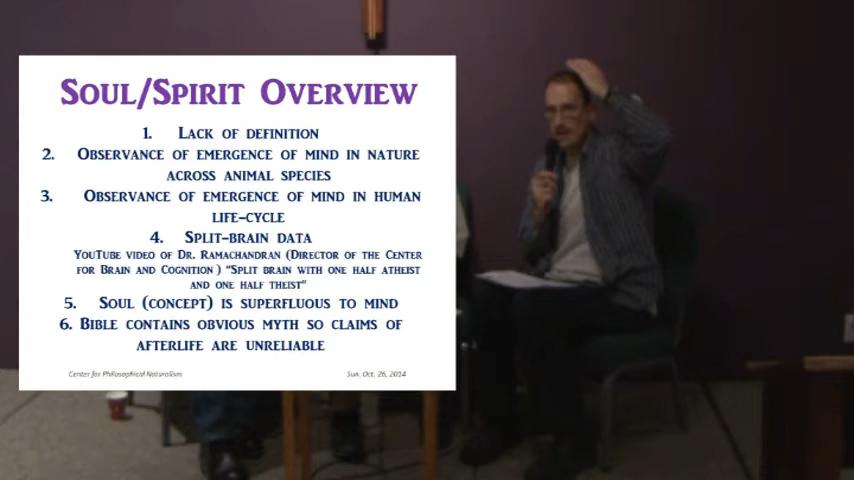 Soul/Spirit Overview
1. Lack of definition
2. Observance of emergence of mind in nature
across animal species
3. Observance of emergence of mind in human
life-cycle
4. Split-brain data
YouTube video of Dr. Ramachandran (Director of the Center
for Brain and Cognition ) "Split brain with one half atheist
and one half theist"
5. Soul (concept) is superfluous to mind
6. Bible contains obvious myth so claims of
afterlife are unreliable
Center for Philosophical Naturalism
Sun. Oct. 26, 2014